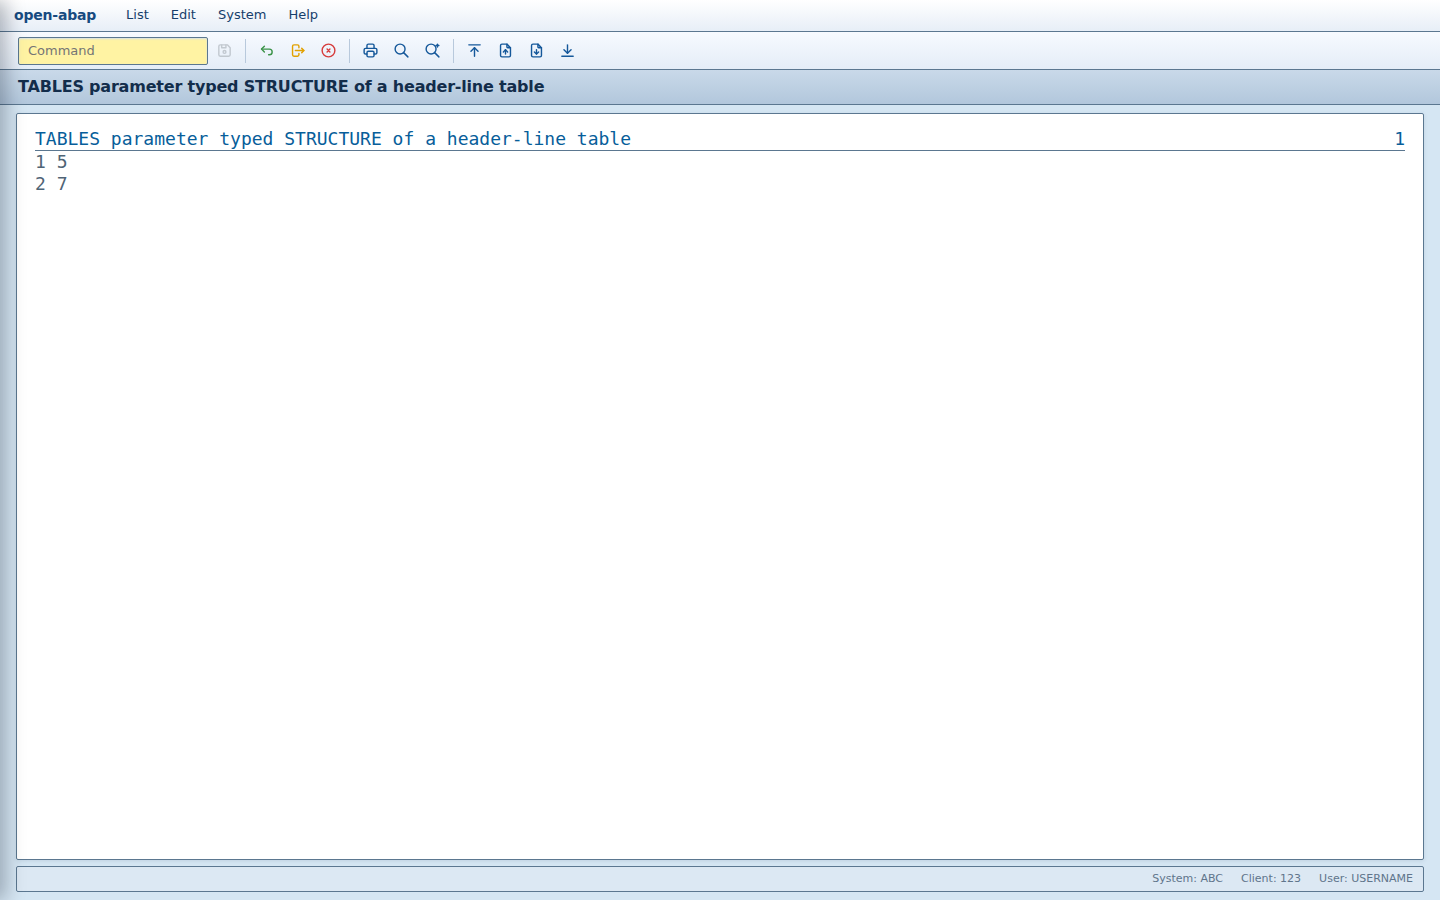 open-abap List Edit System Help
Command
TABLES parameter typed STRUCTURE of a header-line table
TABLES parameter typed STRUCTURE of a header-line table 1
1 5
2 7
System: ABC Client: 123 User: USERNAME